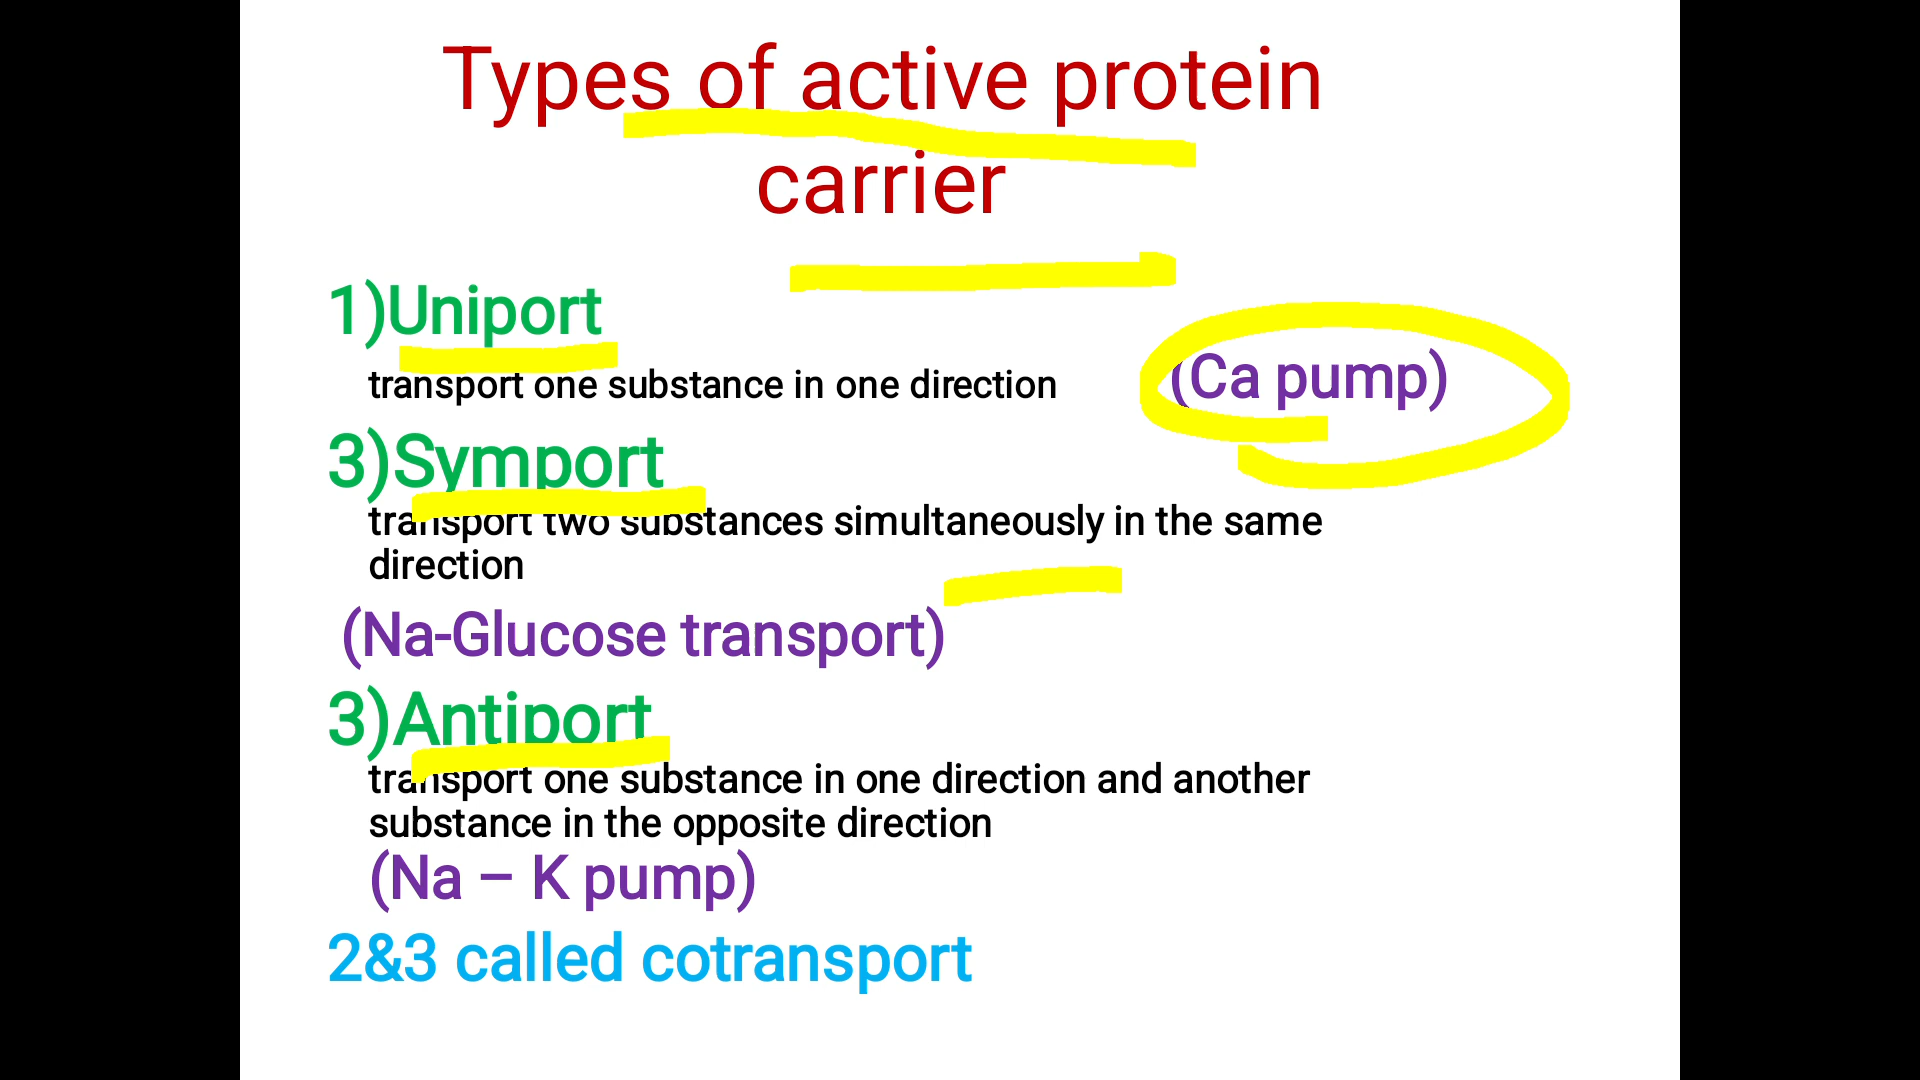 Types of active protein
carrier
1)Uniport
transport one substance in one direction (Ca pump)
3)Symport
transport two substances simultaneously in the same
direction
(Na-Glucose transport)
3)Antiport
transport one substance in one direction and another
substance in the opposite direction
(Na – K pump)
2&3 called cotransport